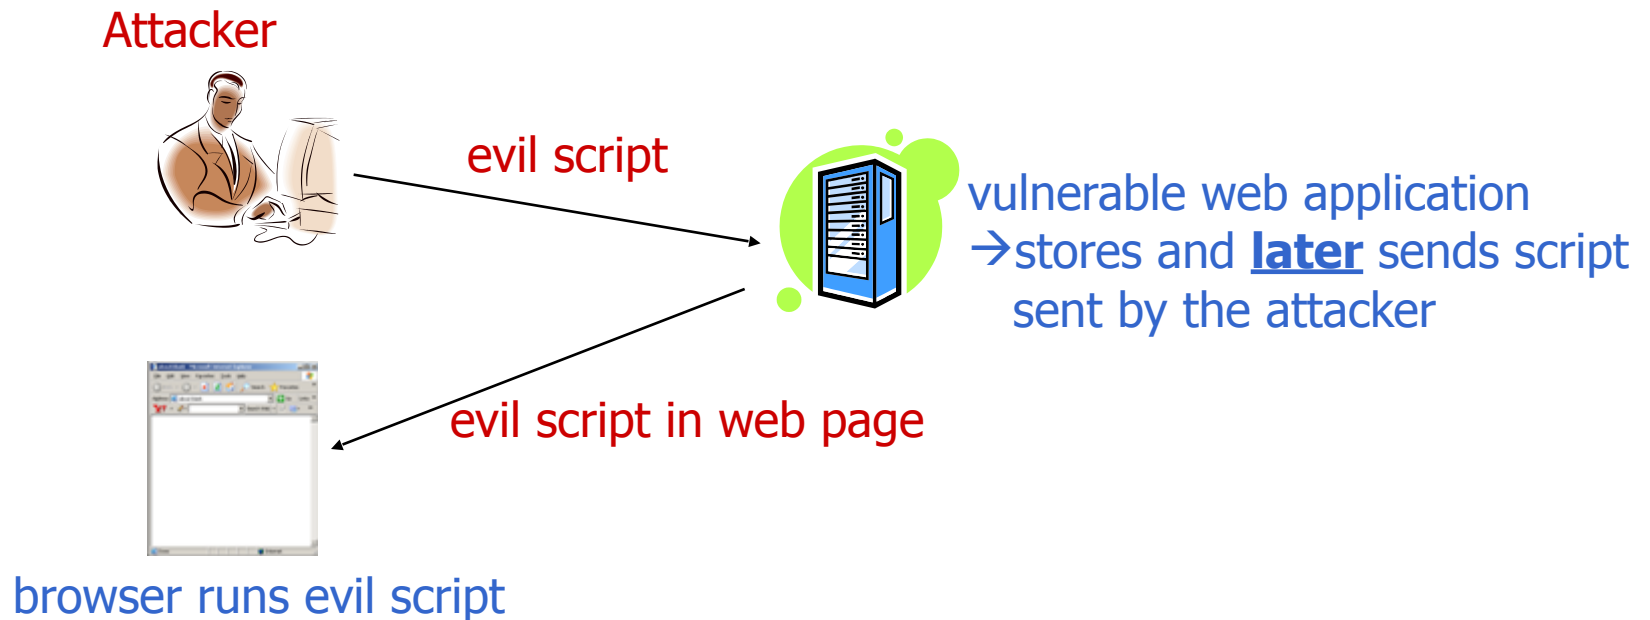 Attacker
evil script
vulnerable web application
→stores and later sends script
sent by the attacker
evil script in web page
browser runs evil script